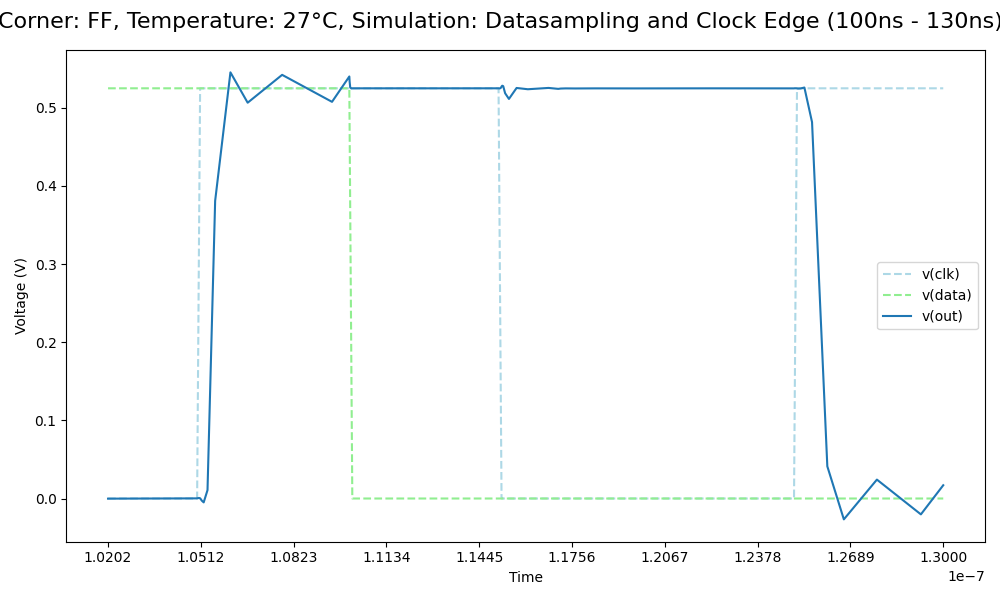 Corner: FF, Temperature: 27°C, Simulation: Datasampling and Clock Edge (100ns - 130ns)
Voltage (V)
0.5
0.4
0.3
0.2
0.1
0.0
v(clk)
v(data)
v(out)
1.0202 1.0512 1.0823 1.1134 1.1445 1.1756 1.2067 1.2378 1.2689 1.3000
1e−7
Time